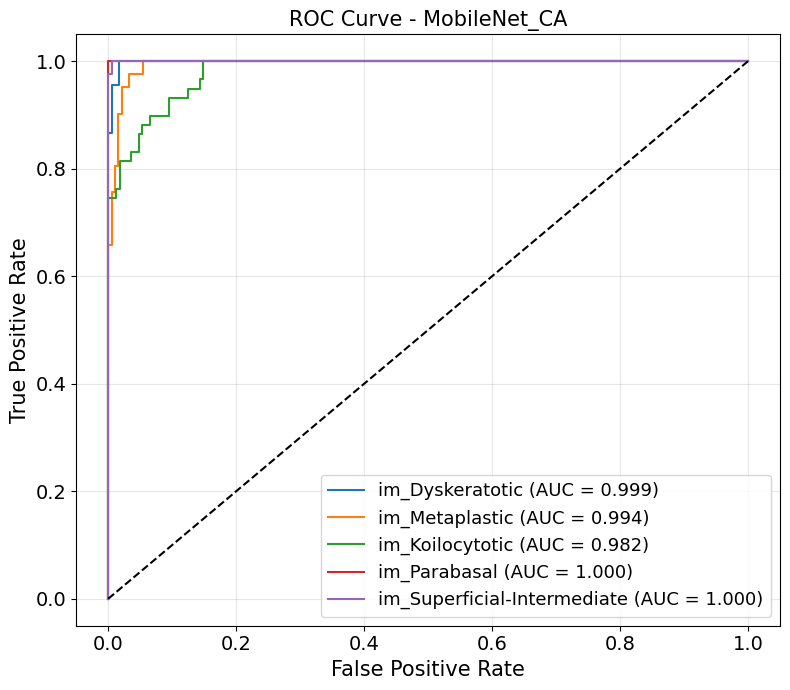 ROC Curve - MobileNet_CA
True Positive Rate
1.0
0.8
0.6
0.4
0.2
0.0
im_Dyskeratotic (AUC = 0.999)
im_Metaplastic (AUC = 0.994)
im_Koilocytotic (AUC = 0.982)
im_Parabasal (AUC = 1.000)
im_Superficial-Intermediate (AUC = 1.000)
0.0 0.2 0.4 0.6 0.8 1.0
False Positive Rate